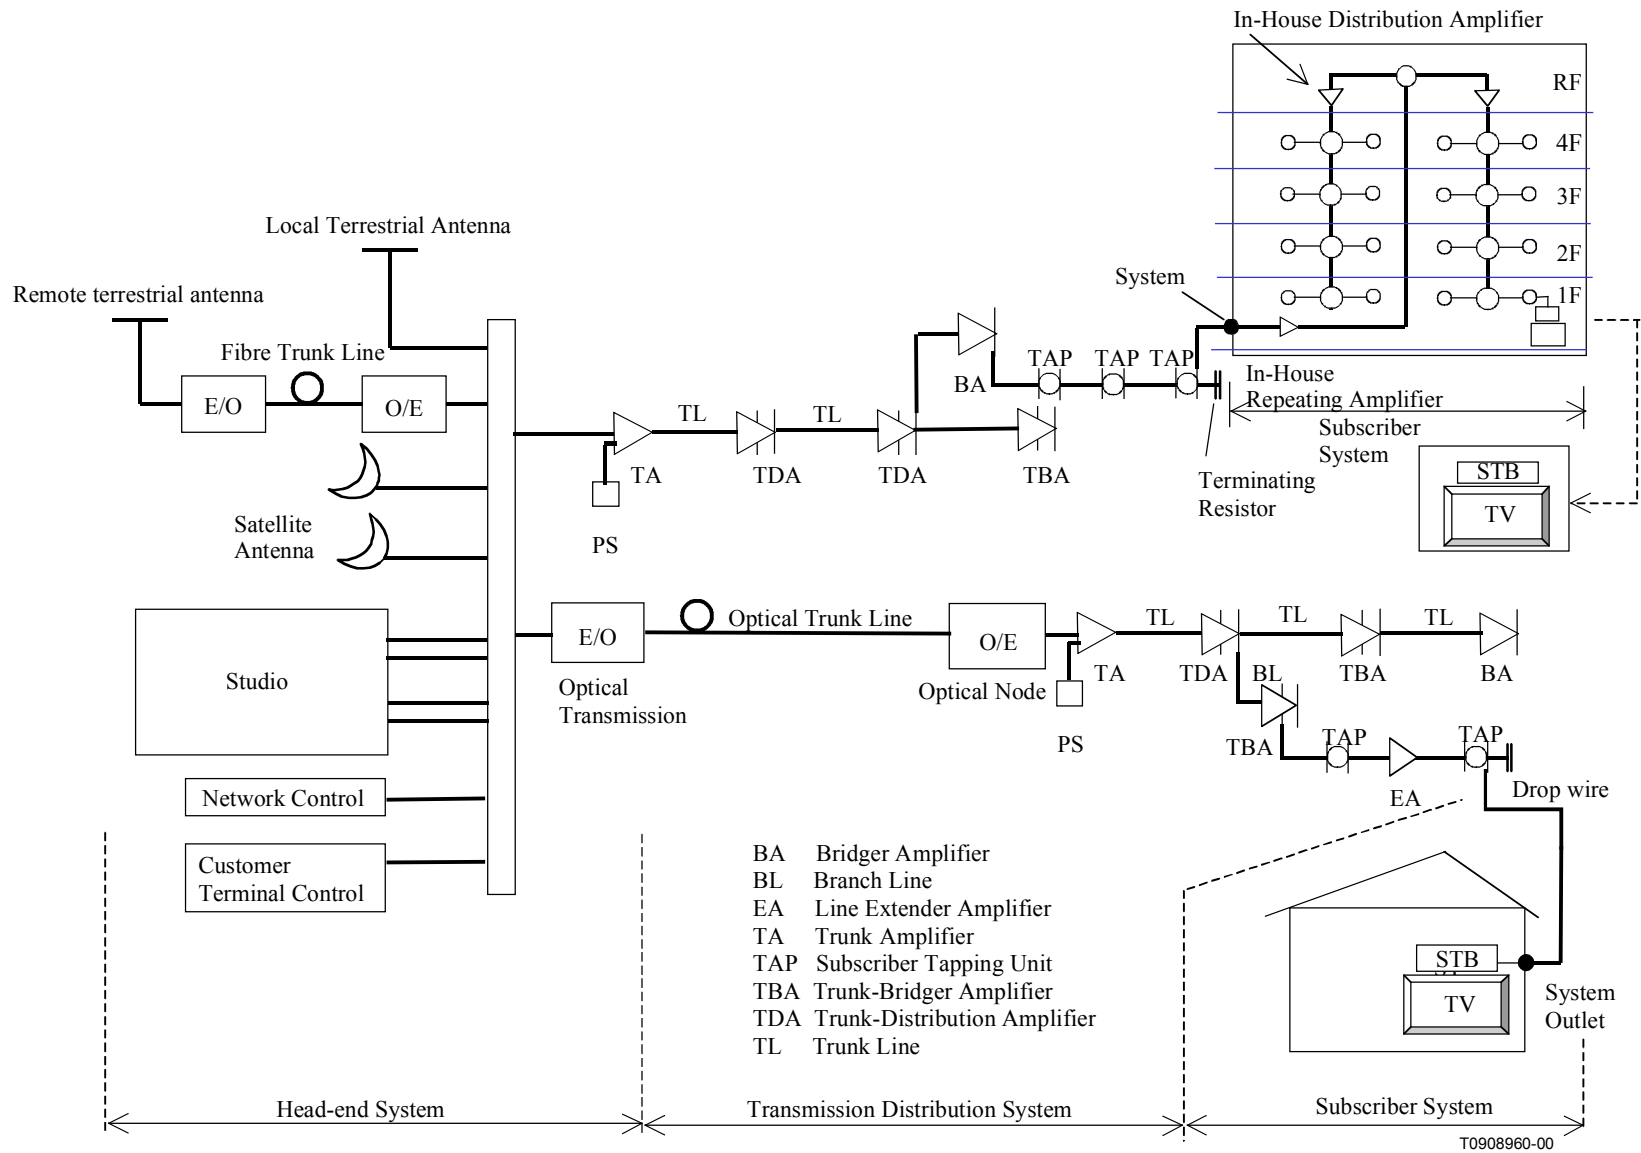 In-House Distribution Amplifier
RF
4F
3F
2F
1F
Local Terrestrial Antenna
System
Remote terrestrial antenna
Fibre Trunk Line
E/O
O/E
BA
TAP
TAP
TAP
In-House
Repeating Amplifier
Subscriber
System
TL
TL
TA
TDA
TDA
TBA
Terminating
Resistor
STB
TV
Satellite
Antenna
PS
E/O
Optical Trunk Line
O/E
TL
TL
TL
Studio
Optical
Transmission
Optical Node
TA
TDA
BL
TBA
BA
PS
TBA
TAP
TAP
EA
Drop wire
Network Control
Customer
Terminal Control
BA Bridger Amplifier
BL Branch Line
EA Line Extender Amplifier
TA Trunk Amplifier
TAP Subscriber Tapping Unit
TBA Trunk-Bridger Amplifier
TDA Trunk-Distribution Amplifier
TL Trunk Line
STB
TV
System
Outlet
Head-end System
Transmission Distribution System
Subscriber System
T0908960-00